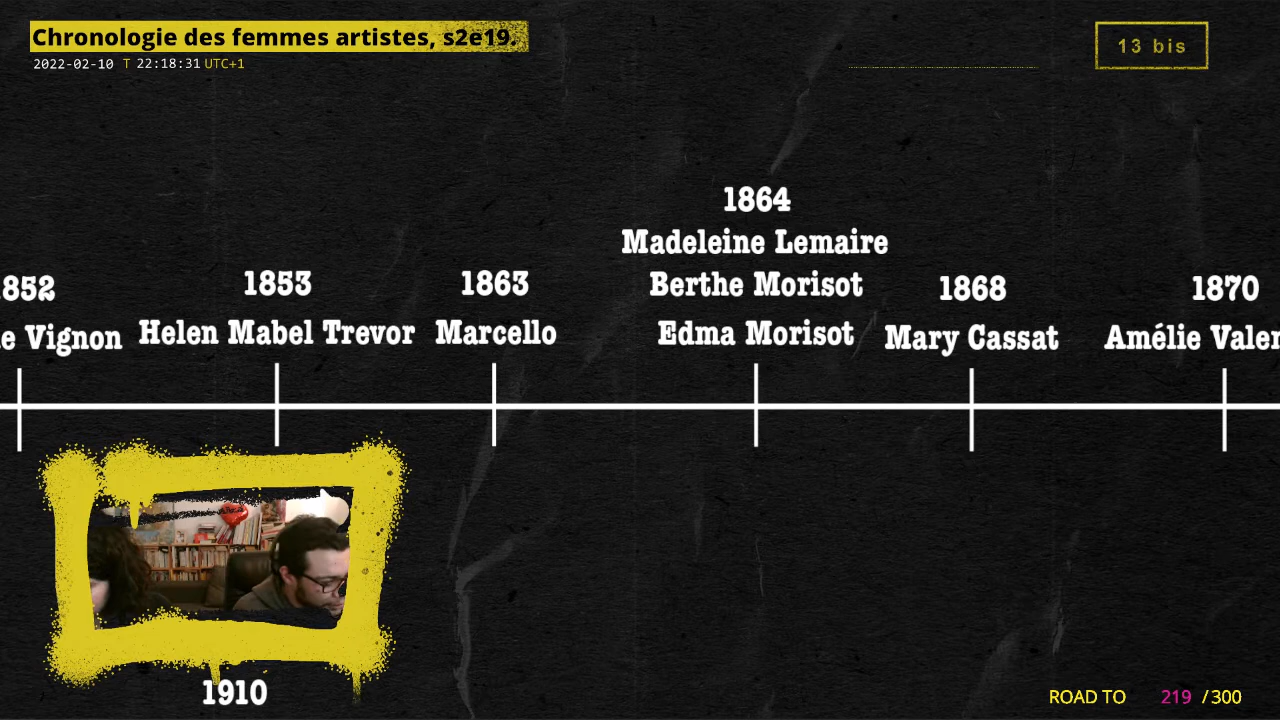 Chronologie des femmes artistes, s2e19.
2022-02-10 T 22:18:31 UTC+1
13 bis
1864
Madeleine Lemaire
Berthe Morisot
Edma Morisot
852
e Vignon
1853
Helen Mabel Trevor
1863
Marcello
1868
Mary Cassat
1870
Amélie Valer
1910
ROAD TO 219 /300